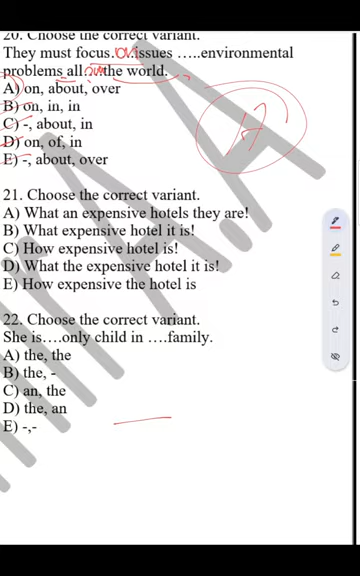 20. Choose the correct variant.
They must focus on issues …..environmental
problems all over the world.
A) on, about, over
B) on, in, in
C) -, about, in
D) on, of, in
E) -, about, over
A
21. Choose the correct variant.
A) What an expensive hotels they are!
B) What expensive hotel it is!
C) How expensive hotel is!
D) What the expensive hotel it is!
E) How expensive the hotel is
22. Choose the correct variant.
She is….only child in ….family.
A) the, the
B) the, -
C) an, the
D) the, an
E) -,-